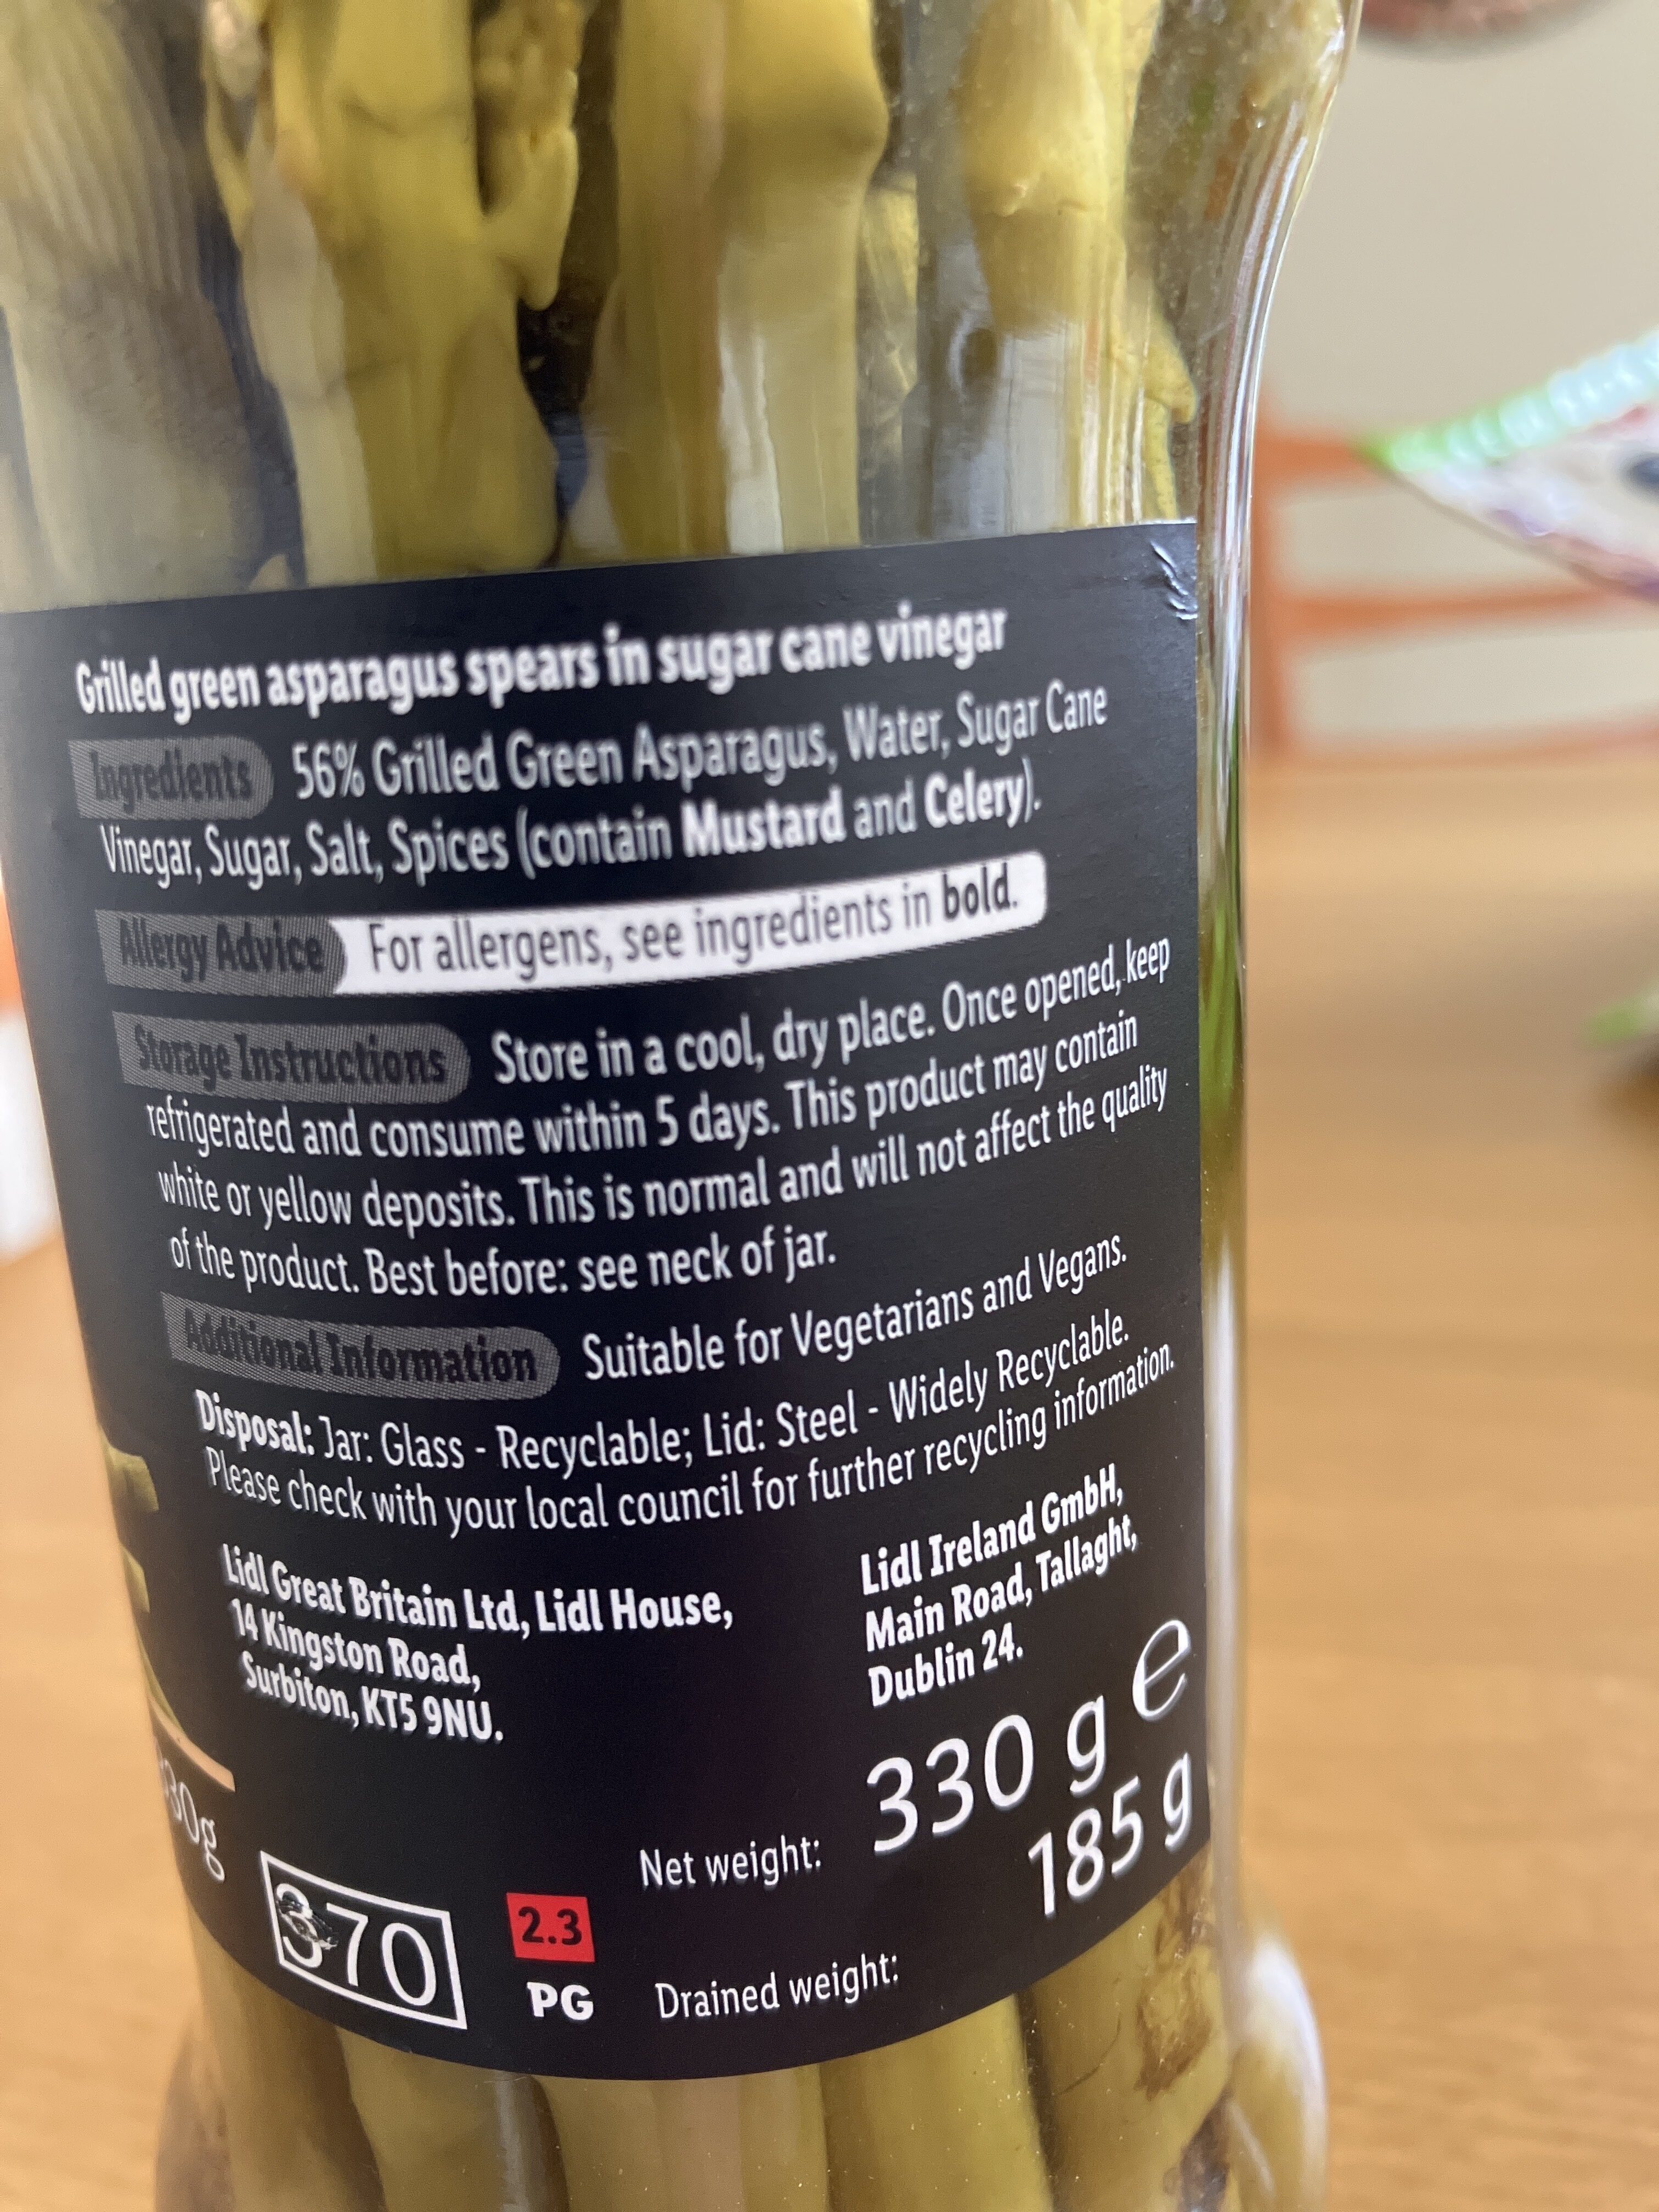 Grilled green asparagus spears in sugar cane vinegar
Ingredients 56% Grilled Green Asparagus, Water, Sugar Cane
Vinegar, Sugar, Salt, Spices (contain Mustard and Celery).
Allergy Advice For allergens, see ingredients in bold.
Storage Instructions Store in a cool, dry place. Once opened, keep
refrigerated and consume within 5 days. This product may contain
white or yellow deposits. This is normal and will not affect the quality
of the product. Best before: see neck of jar.
Additional Information Suitable for Vegetarians and Vegans.
Disposal: Jar: Glass - Recyclable; Lid: Steel - Widely Recyclable.
Please check with your local council for further recycling information.
Lidl Great Britain Ltd, Lidl House,
14 Kingston Road,
Surbiton, KT5 9NU.
Lidl Ireland GmbH,
Main Road, Tallaght,
Dublin 24.
370
2.3
PG
Net weight: 330 g e
Drained weight: 185 g